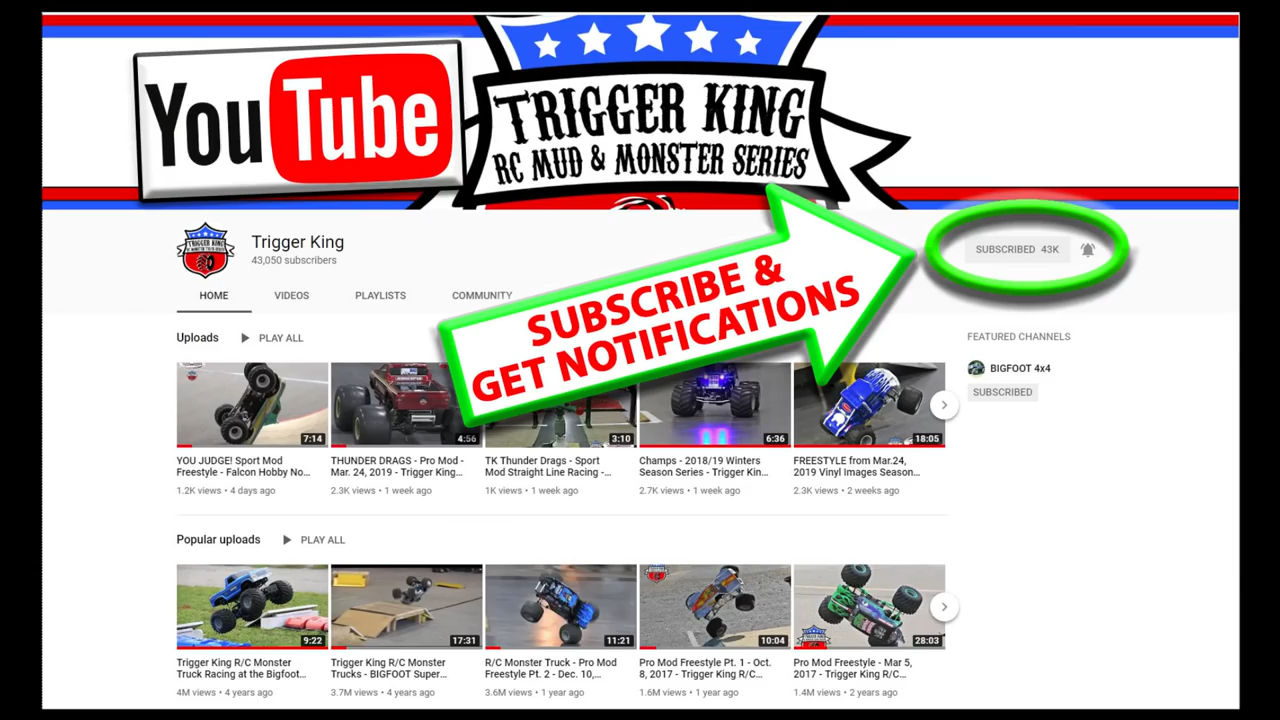 YouTube
TRIGGER KING
RC MUD & MONSTER SERIES
Trigger King
43,050 subscribers
SUBSCRIBED 43K
HOME VIDEOS PLAYLISTS COMMUNITY
SUBSCRIBE &
GET NOTIFICATIONS
Uploads PLAY ALL
FEATURED CHANNELS
BIGFOOT 4x4
SUBSCRIBED
7:14 4:56 3:10 6:36 18:05
YOU JUDGE! Sport Mod
Freestyle - Falcon Hobby No...
1.2K views • 4 days ago
THUNDER DRAGS - Pro Mod -
Mar. 24, 2019 - Trigger King...
2.3K views • 1 week ago
TK Thunder Drags - Sport
Mod Straight Line Racing -...
1K views • 1 week ago
Champs - 2018/19 Winters
Season Series - Trigger Kin...
2.7K views • 1 week ago
FREESTYLE from Mar.24,
2019 Vinyl Images Season...
2.3K views • 2 weeks ago
Popular uploads PLAY ALL
9:22 17:31 11:21 10:04 28:03
Trigger King R/C Monster
Truck Racing at the Bigfoot...
4M views • 4 years ago
Trigger King R/C Monster
Trucks - BIGFOOT Super...
3.7M views • 4 years ago
R/C Monster Truck - Pro Mod
Freestyle Pt. 2 - Dec. 10,...
3.6M views • 1 year ago
Pro Mod Freestyle Pt. 1 - Oct.
8, 2017 - Trigger King R/C...
1.6M views • 1 year ago
Pro Mod Freestyle - Mar 5,
2017 - Trigger King R/C...
1.4M views • 2 years ago